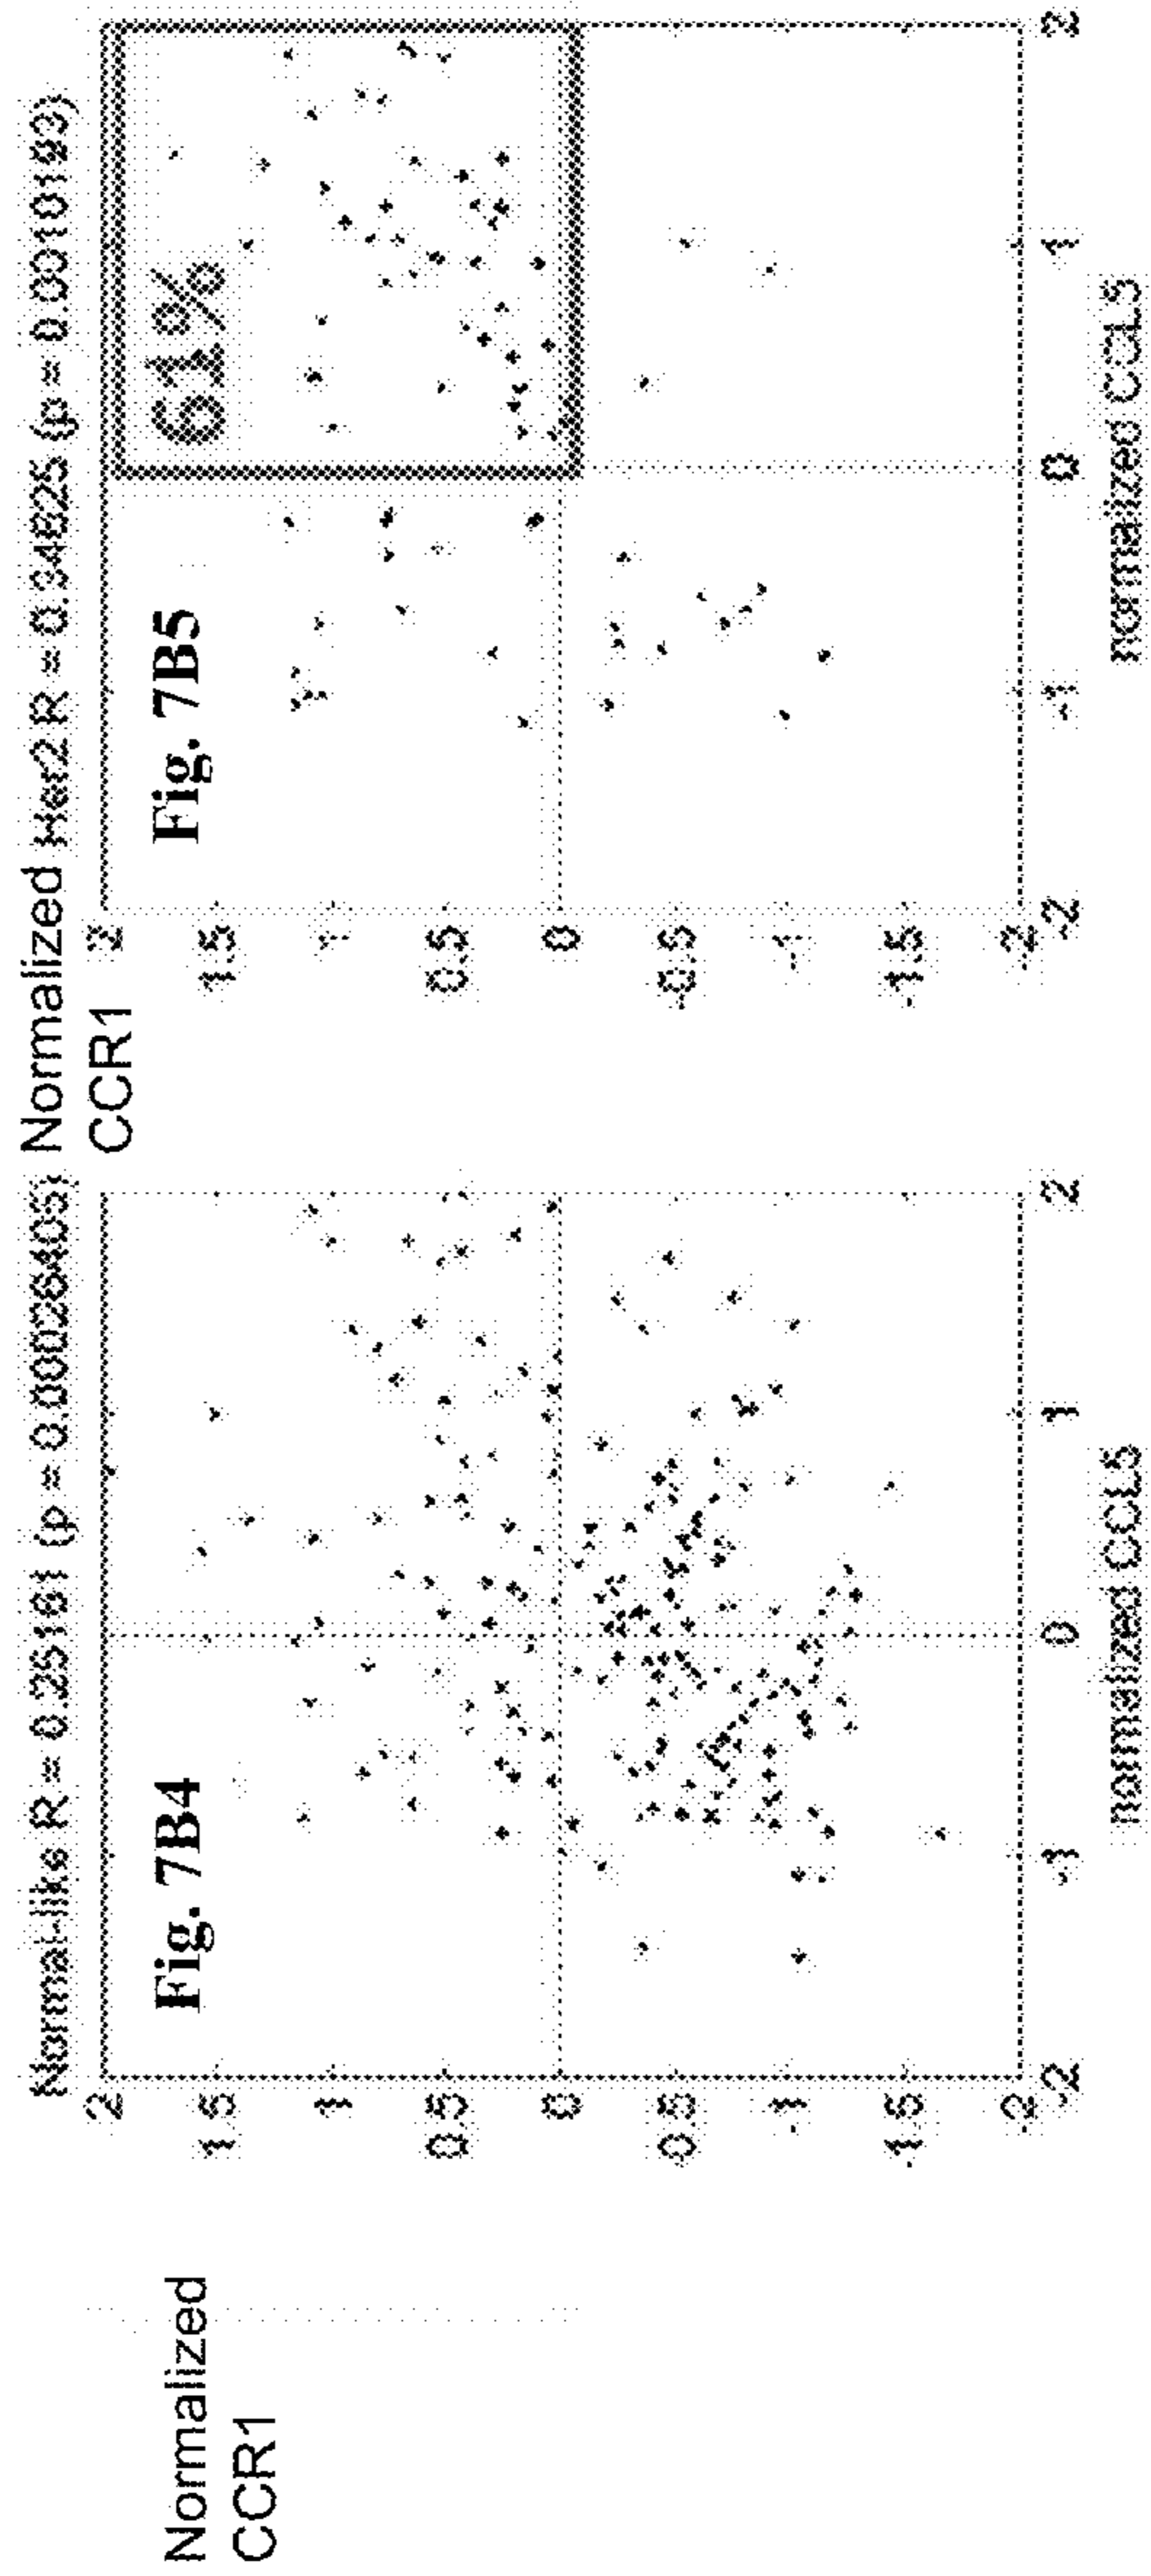 Normalized
CCR1
Normal-like R = 0.25181 (p = 0.0002640S)
Fig. 7B4
2
1.5
1
0.5
0
-0.5
-1
-1.5
-2
-2 -1 0 1 2
normalized CCL5
Normalized
CCR1
Her2 R = 0.34825 (p = 0.0010193)
Fig. 7B5
61%
2
1.5
1
0.5
0
-0.5
-1
-1.5
-2
-2 -1 0 1 2
normalized CCL5